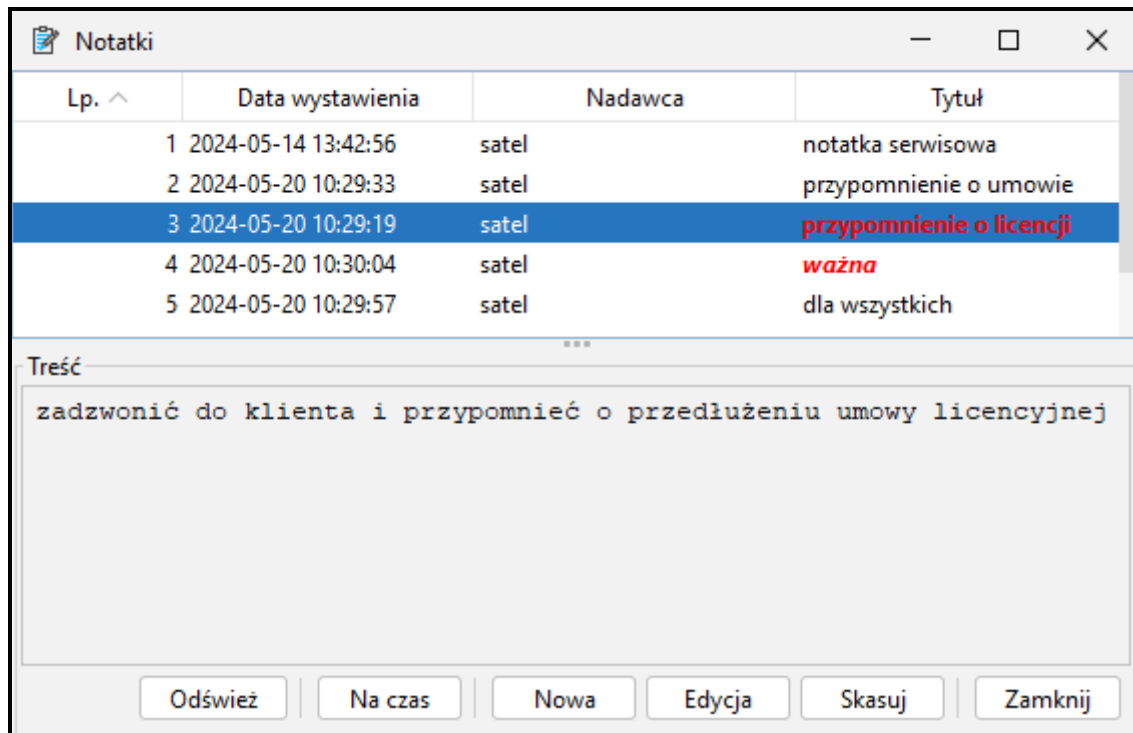 Notatki
Lp. Data wystawienia Nadawca Tytuł
1 2024-05-14 13:42:56 satel notatka serwisowa
2 2024-05-20 10:29:33 satel przypomnienie o umowie
3 2024-05-20 10:29:19 satel przypomnienie o licencji
4 2024-05-20 10:30:04 satel ważna
5 2024-05-20 10:29:57 satel dla wszystkich
Treść
zadzwonić do klienta i przypomnieć o przedłużeniu umowy licencyjnej
Odśwież Na czas Nowa Edycja Skasuj Zamknij